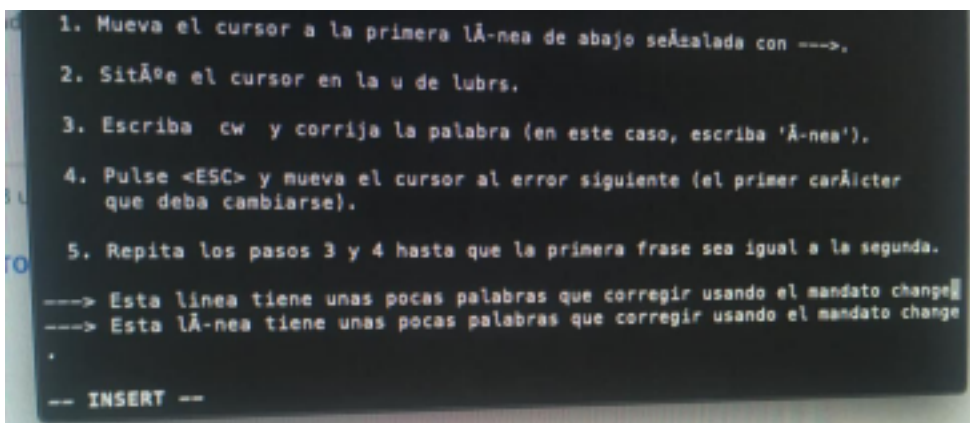 1. Mueva el cursor a la primera lÃ-nea de abajo seÃ±alada con --->.
2. SitÃºe el cursor en la u de lubrs.
3. Escriba cw y corrija la palabra (en este caso, escriba 'Ã-nea').
4. Pulse <ESC> y mueva el cursor al error siguiente (el primer carÃ¡cter
que deba cambiarse).
5. Repita los pasos 3 y 4 hasta que la primera frase sea igual a la segunda.
---> Esta linea tiene unas pocas palabras que corregir usando el mandato change.
---> Esta lÃ-nea tiene unas pocas palabras que corregir usando el mandato change
.
-- INSERT --